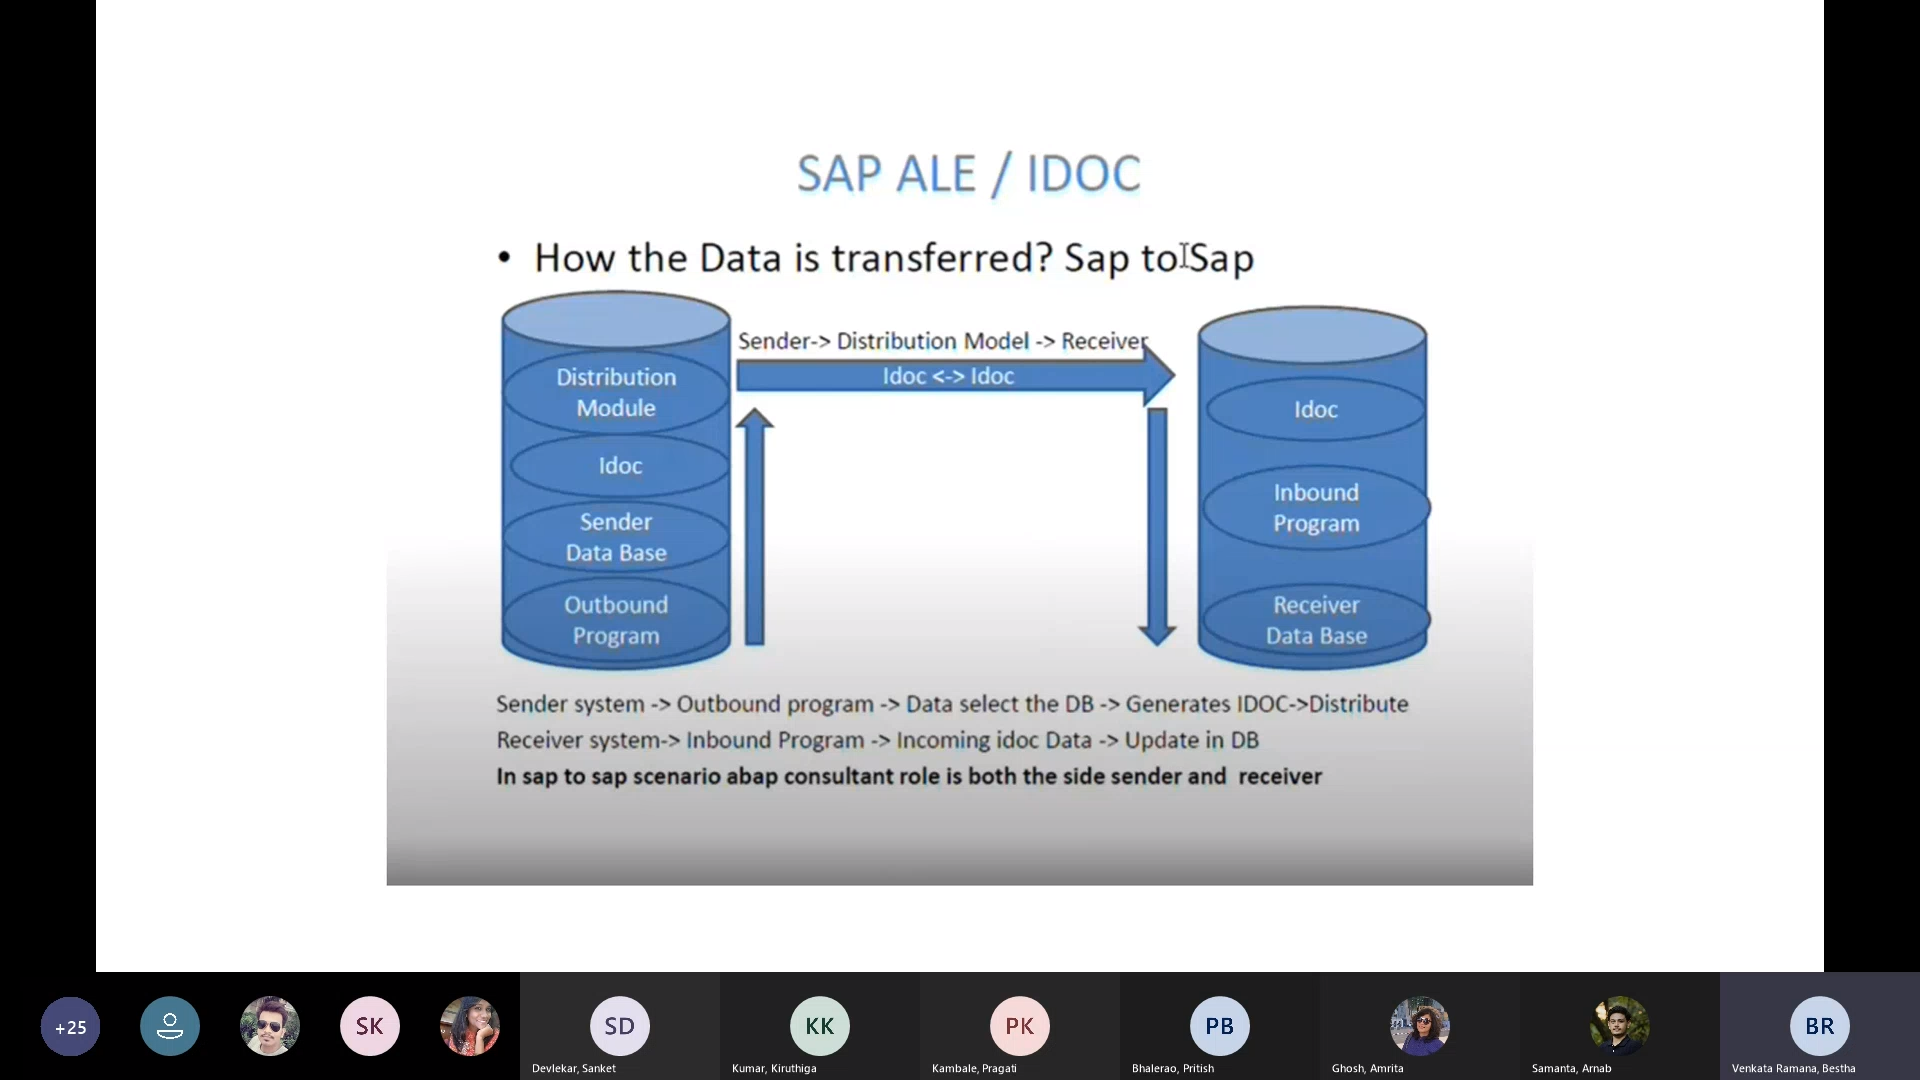 SAP ALE / IDOC
• How the Data is transferred? Sap to Sap
Sender-> Distribution Model -> Receiver
Idoc <-> Idoc
Distribution
Module
Idoc
Sender
Data Base
Outbound
Program
Idoc
Inbound
Program
Receiver
Data Base
Sender system -> Outbound program -> Data select the DB -> Generates IDOC->Distribute
Receiver system-> Inbound Program -> Incoming idoc Data -> Update in DB
In sap to sap scenario abap consultant role is both the side sender and receiver
+25
SK
SD
KK
PK
PB
BR
Devlekar, Sanket
Kumar, Kiruthiga
Kambale, Pragati
Bhalerao, Pritish
Ghosh, Amrita
Samanta, Arnab
Venkata Ramana, Bestha